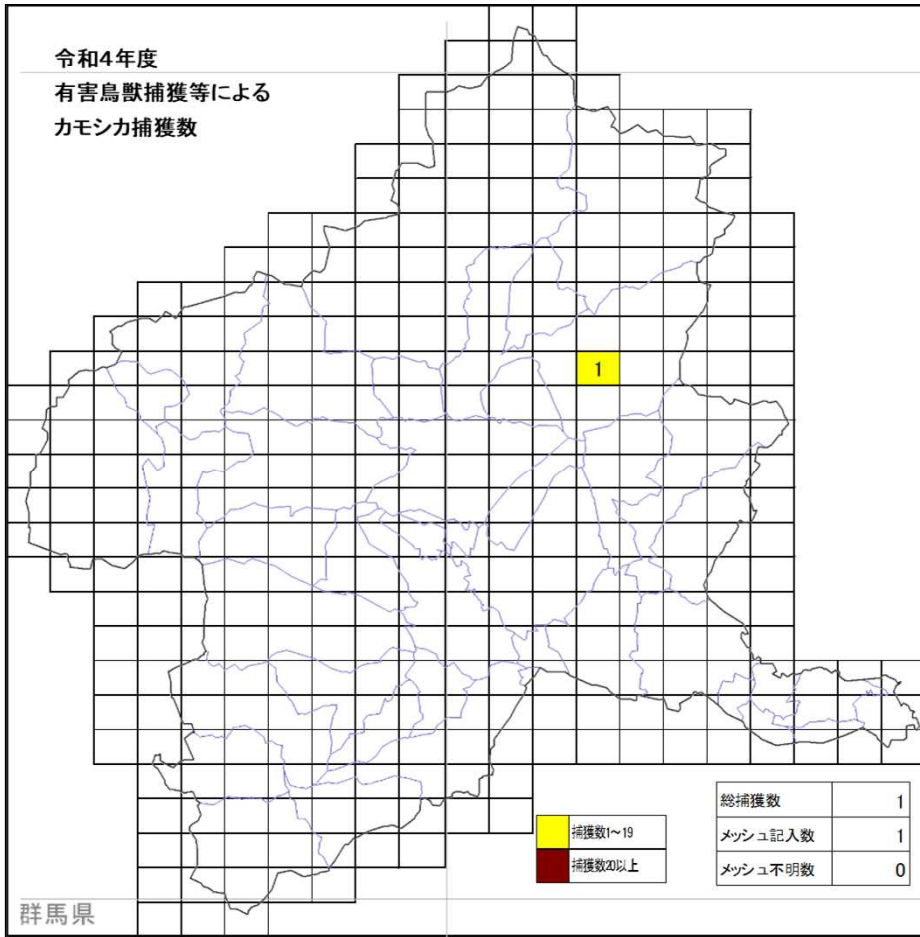 令和4年度
有害鳥獣捕獲等による
カモシカ捕獲数
1
捕獲数1~19
捕獲数20以上
総捕獲数 1
メッシュ記入数 1
メッシュ不明数 0
群馬県